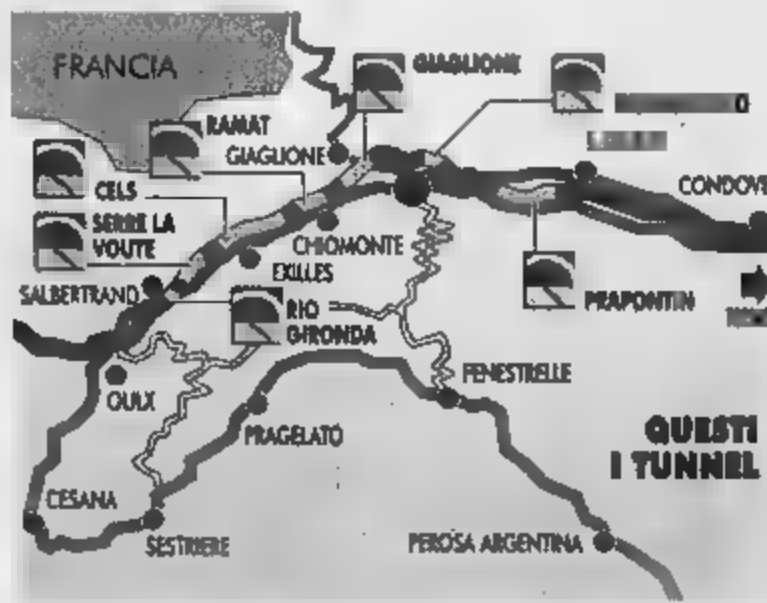 FRANCIA
GIAGLIONE
RAMAT
GIAGLIONE
CELS
CONDOVE
SERRE LA
VOUTE
CHIOMONTE
EXILLES
SALBERTRAND
RIO
GIRONDA
PRAPONTIN
OULX
FENESTRELLE
PRAGELATO
QUESTI
I TUNNEL
CESANA
SESTRIERE
PEROSA ARGENTINA